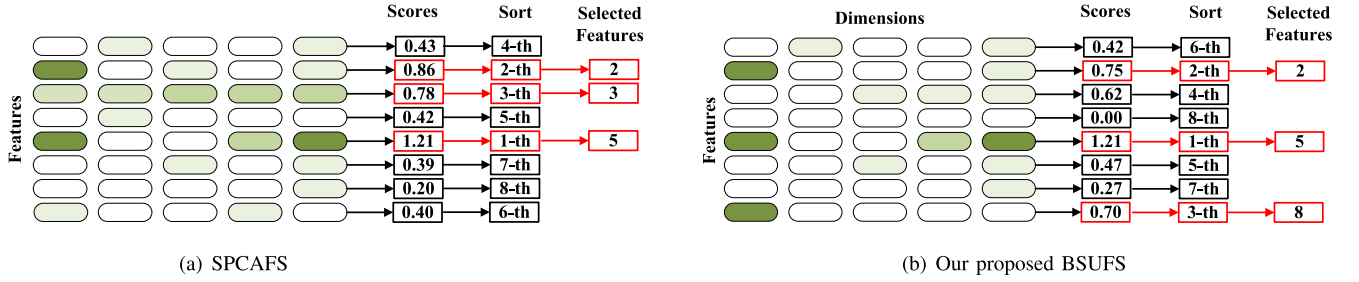 Scores Sort Selected Features
Features
0.43 4-th
0.86 2-th 2
0.78 3-th 3
0.42 5-th
1.21 1-th 5
0.39 7-th
0.20 8-th
0.40 6-th
(a) SPCAFS
Dimensions Scores Sort Selected Features
Features
0.42 6-th
0.75 2-th 2
0.62 4-th
0.00 8-th
1.21 1-th 5
0.47 5-th
0.27 7-th
0.70 3-th 8
(b) Our proposed BSUFS